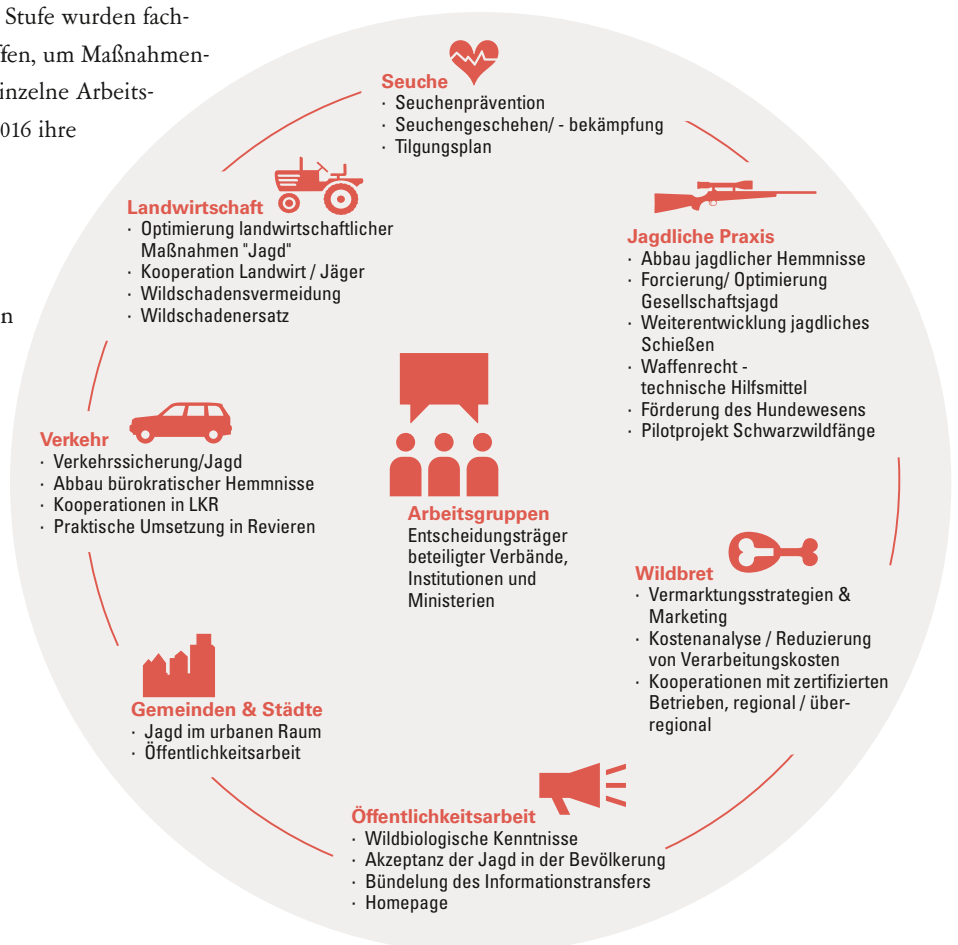 Stufe wurden fach-
ffen, um Maßnahmen-
inzelne Arbeits-
016 ihre
n
Seuche
· Seuchenprävention
· Seuchengeschehen/ - bekämpfung
· Tilgungsplan
Landwirtschaft
· Optimierung landwirtschaftlicher
Maßnahmen "Jagd"
· Kooperation Landwirt / Jäger
· Wildschadensvermeidung
· Wildschadenersatz
Jagdliche Praxis
· Abbau jagdlicher Hemmnisse
· Forcierung/ Optimierung
Gesellschaftsjagd
· Weiterentwicklung jagdliches
Schießen
· Waffenrecht -
technische Hilfsmittel
· Förderung des Hundewesens
· Pilotprojekt Schwarzwildfänge
Verkehr
· Verkehrssicherung/Jagd
· Abbau bürokratischer Hemmnisse
· Kooperationen in LKR
· Praktische Umsetzung in Revieren
Arbeitsgruppen
Entscheidungsträger
beteiligter Verbände,
Institutionen und
Ministerien
Wildbret
· Vermarktungsstrategien &
Marketing
· Kostenanalyse / Reduzierung
von Verarbeitungskosten
· Kooperationen mit zertifizierten
Betrieben, regional / über-
regional
Gemeinden & Städte
· Jagd im urbanen Raum
· Öffentlichkeitsarbeit
Öffentlichkeitsarbeit
· Wildbiologische Kenntnisse
· Akzeptanz der Jagd in der Bevölkerung
· Bündelung des Informationstransfers
· Homepage